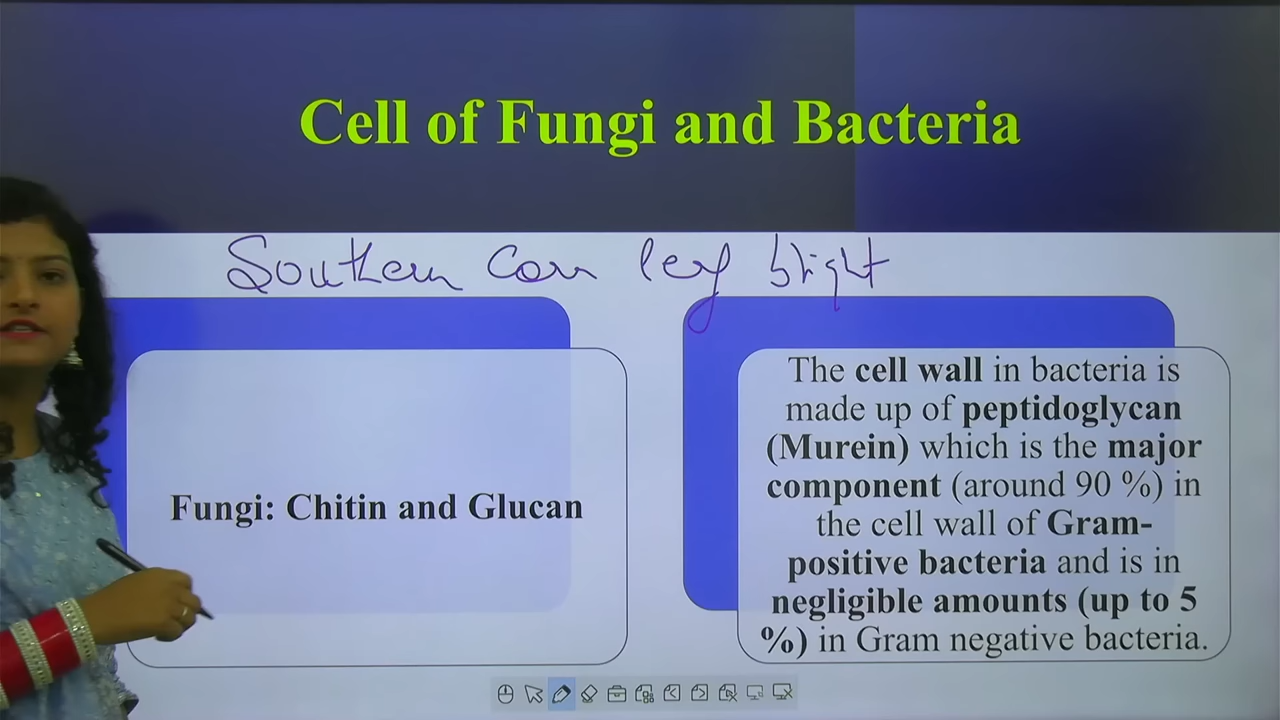 Cell of Fungi and Bacteria
Southern Corn leaf blight
Fungi: Chitin and Glucan
The cell wall in bacteria is
made up of peptidoglycan
(Murein) which is the major
component (around 90 %) in
the cell wall of Gram-
positive bacteria and is in
negligible amounts (up to 5
%) in Gram negative bacteria.